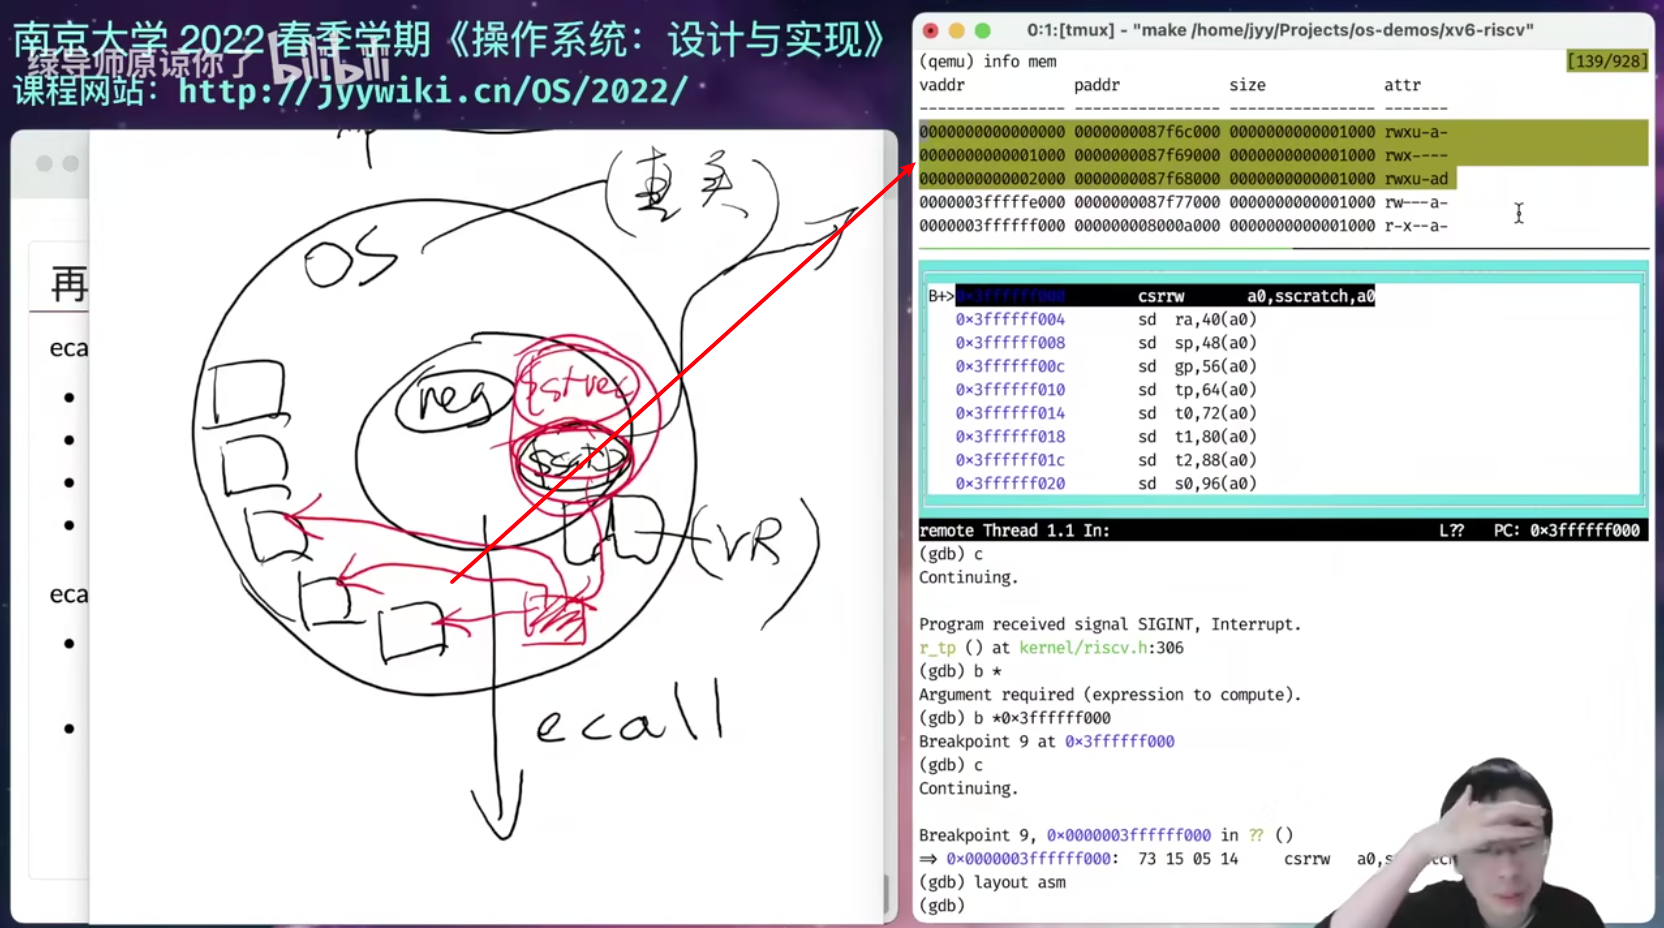 南京大学 2022 春季学期《操作系统：设计与实现》
绿导师原谅你了 bilibili
课程网站：http://jyywiki.cn/OS/2022/
再
eca
eca
OS
reg
$stvec
(VR)
ecall
0:1:[tmux] - "make /home/jyy/Projects/os-demos/xv6-riscv"
(qemu) info mem [139/928]
vaddr paddr size attr
---------------- ---------------- ---------------- -------
0000000000000000 0000000087f6c000 0000000000001000 rwxu-a-
0000000000001000 0000000087f69000 0000000000001000 rwx----
0000000000002000 0000000087f68000 0000000000001000 rwxu-ad
0000003fffffe000 0000000087f77000 0000000000001000 rw---a-
0000003ffffff000 000000008000a000 0000000000001000 r-x--a-
B+>0x3ffffff000 csrrw a0,sscratch,a0
0x3ffffff004 sd ra,40(a0)
0x3ffffff008 sd sp,48(a0)
0x3ffffff00c sd gp,56(a0)
0x3ffffff010 sd tp,64(a0)
0x3ffffff014 sd t0,72(a0)
0x3ffffff018 sd t1,80(a0)
0x3ffffff01c sd t2,88(a0)
0x3ffffff020 sd s0,96(a0)
remote Thread 1.1 In: L?? PC: 0x3ffffff000
(gdb) c
Continuing.
Program received signal SIGINT, Interrupt.
r_tp () at kernel/riscv.h:306
(gdb) b *
Argument required (expression to compute).
(gdb) b *0x3ffffff000
Breakpoint 9 at 0x3ffffff000
(gdb) c
Continuing.
Breakpoint 9, 0x0000003ffffff000 in ?? ()
=> 0x0000003ffffff000: 73 15 05 14 csrrw
(gdb) layout asm
(gdb)